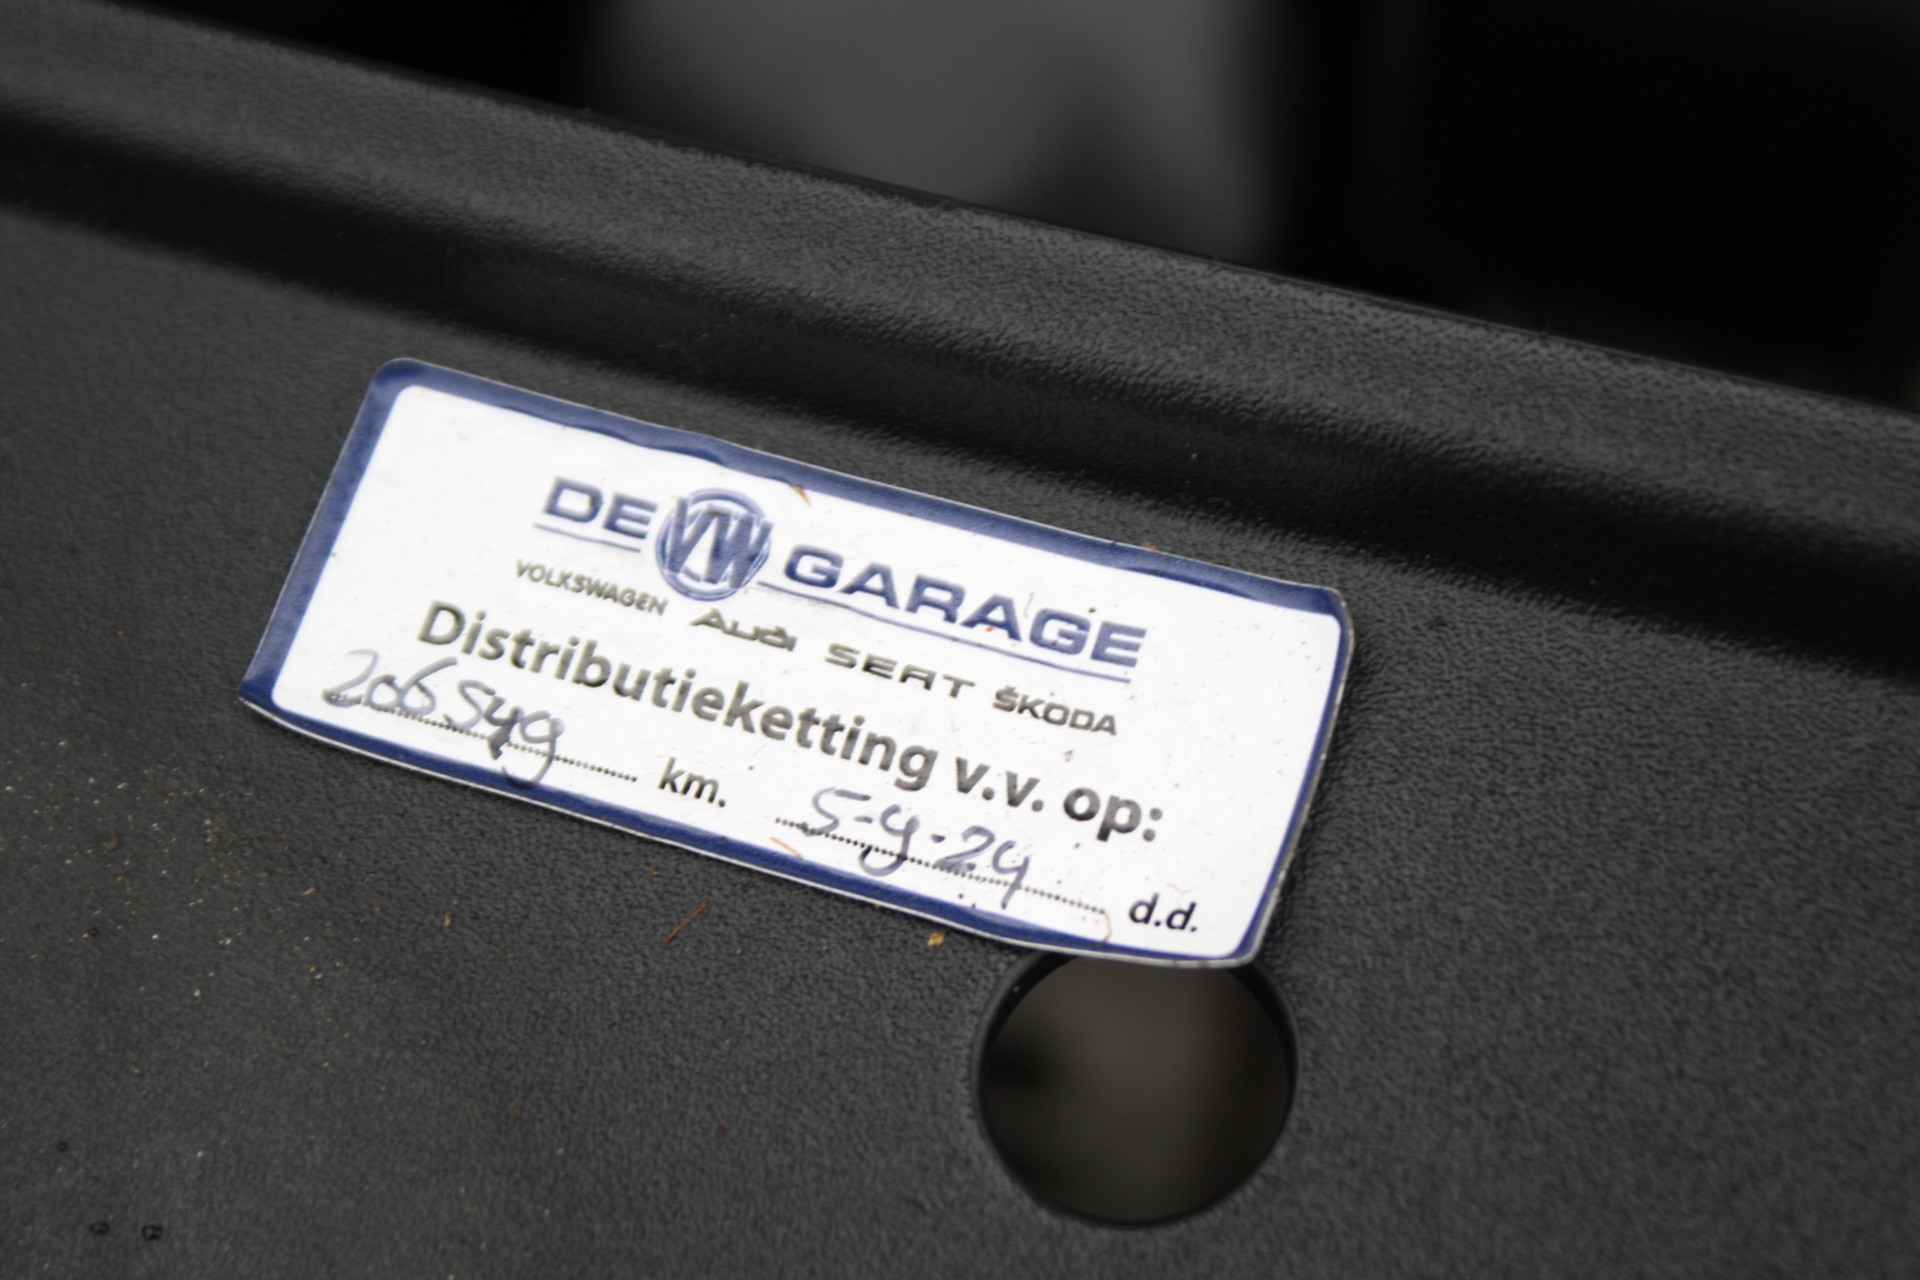 DE VW GARAGE
VOLKSWAGEN Audi SEAT ŠKODA
Distributieketting v.v. op:
206549 km. 5-9-24 d.d.